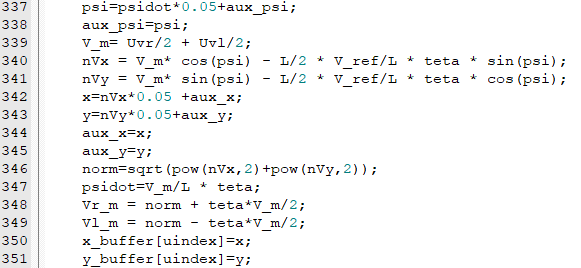 337 psi=psidot*0.05+aux_psi;
338 aux_psi=psi;
339 V_m= Uvr/2 + Uvl/2;
340 nVx = V_m* cos(psi) - L/2 * V_ref/L * teta * sin(psi);
341 nVy = V_m* sin(psi) - L/2 * V_ref/L * teta * cos(psi);
342 x=nVx*0.05 +aux_x;
343 y=nVy*0.05+aux_y;
344 aux_x=x;
345 aux_y=y;
346 norm=sqrt(pow(nVx,2)+pow(nVy,2));
347 psidot=V_m/L * teta;
348 Vr_m = norm + teta*V_m/2;
349 Vl_m = norm - teta*V_m/2;
350 x_buffer[uindex]=x;
351 y_buffer[uindex]=y;